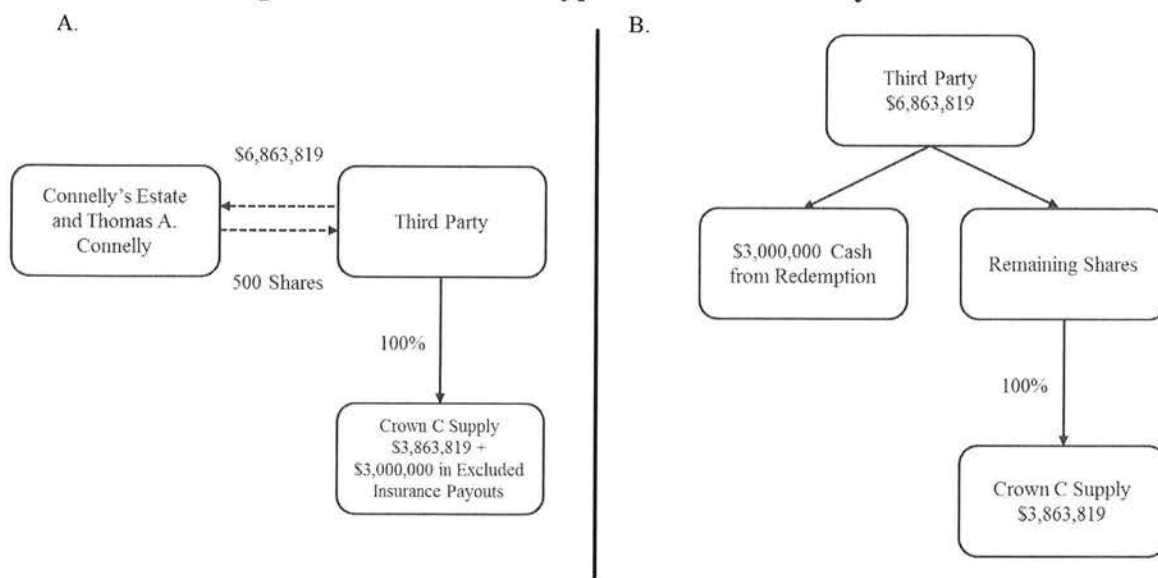 A.
$6,863,819
Connelly's Estate
and Thomas A.
Connelly
Third Party
500 Shares
100%
Crown C Supply
$3,863,819 +
$3,000,000 in Excluded
Insurance Payouts
B.
Third Party
$6,863,819
$3,000,000 Cash
from Redemption
Remaining Shares
100%
Crown C Supply
$3,863,819